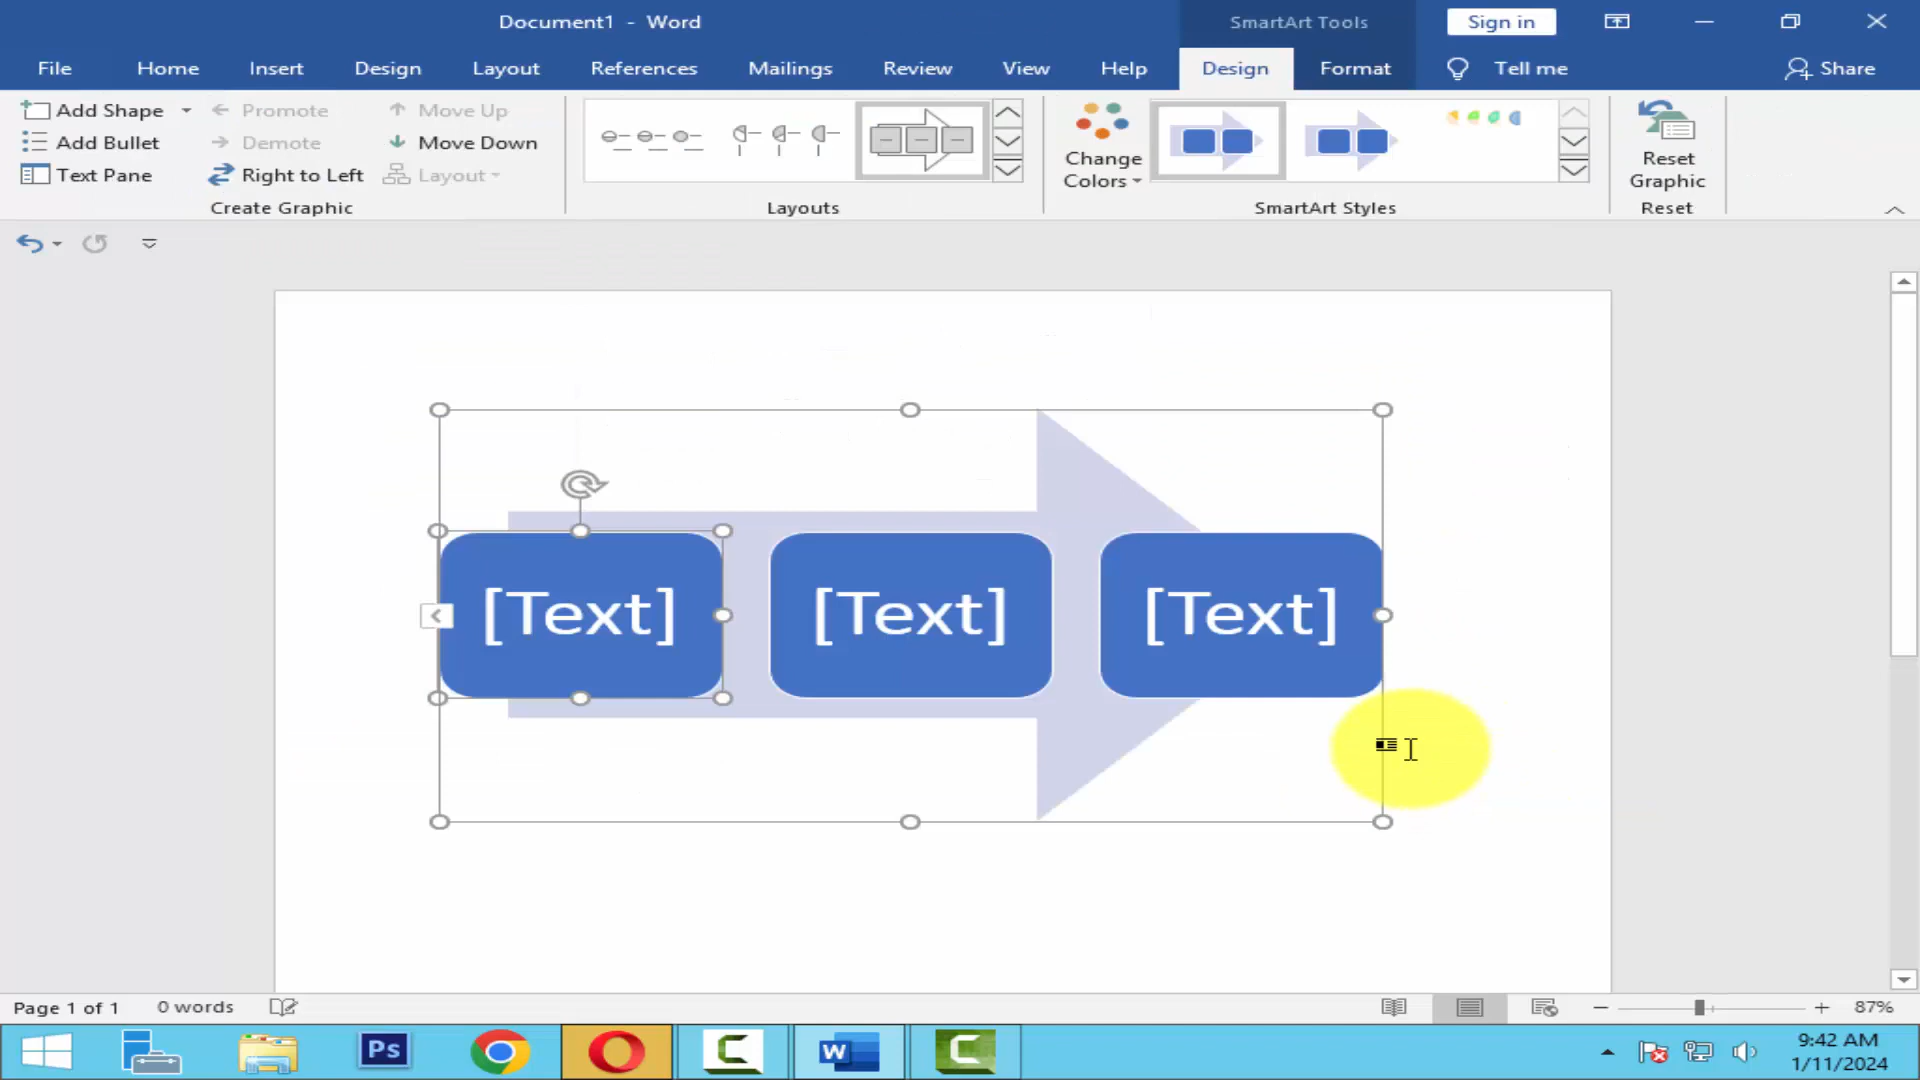 Document1 - Word
SmartArt Tools
Sign in
File
Home
Insert
Design
Layout
References
Mailings
Review
View
Help
Design
Format
Tell me
Share
Add Shape
Promote
Move Up
Add Bullet
Demote
Move Down
Text Pane
Right to Left
Layout
Create Graphic
Layouts
Change
Colors
SmartArt Styles
Reset
Graphic
Reset
[Text]
[Text]
[Text]
Page 1 of 1
0 words
87%
Ps
W
9:42 AM
1/11/2024